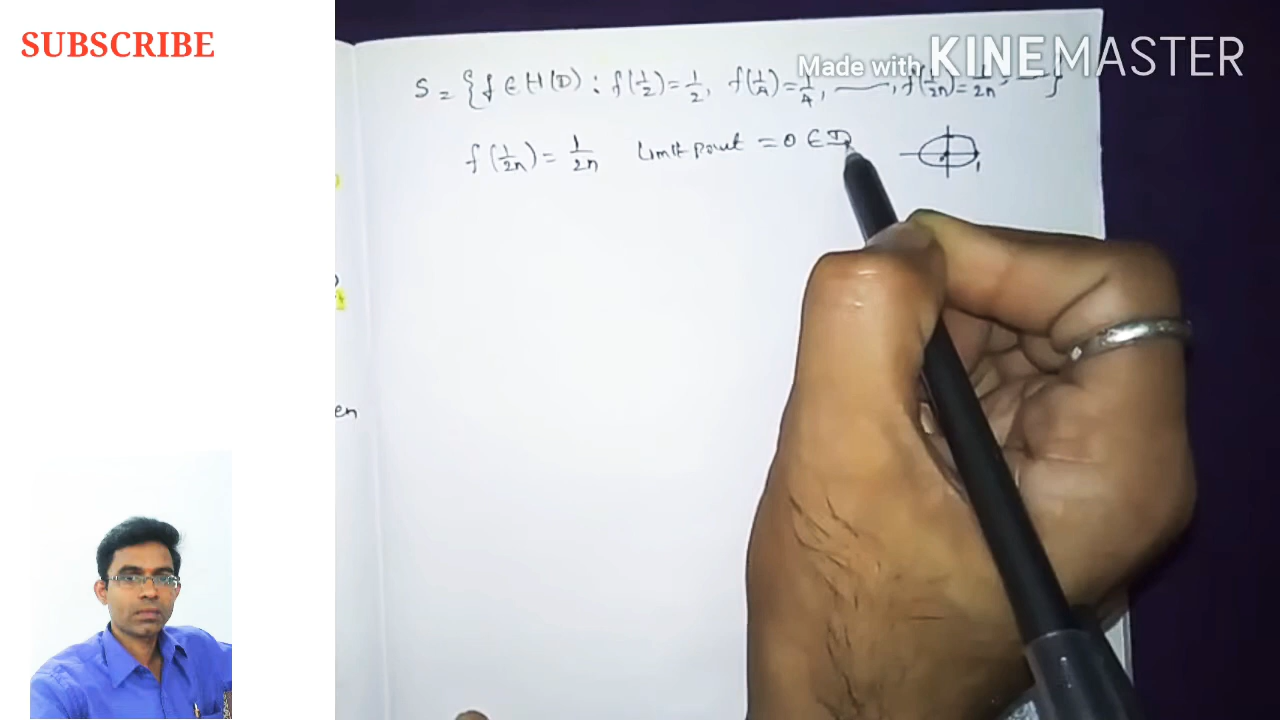 SUBSCRIBE
Made with KINEMASTER
S = { f ∈ H(D) : f(1/2) = 1/2, f(1/4) = 1/4, ——, f(1/2n) = 1/2n, — }
f(1/2n) = 1/2n Limit point = 0 ∈ D
1
en